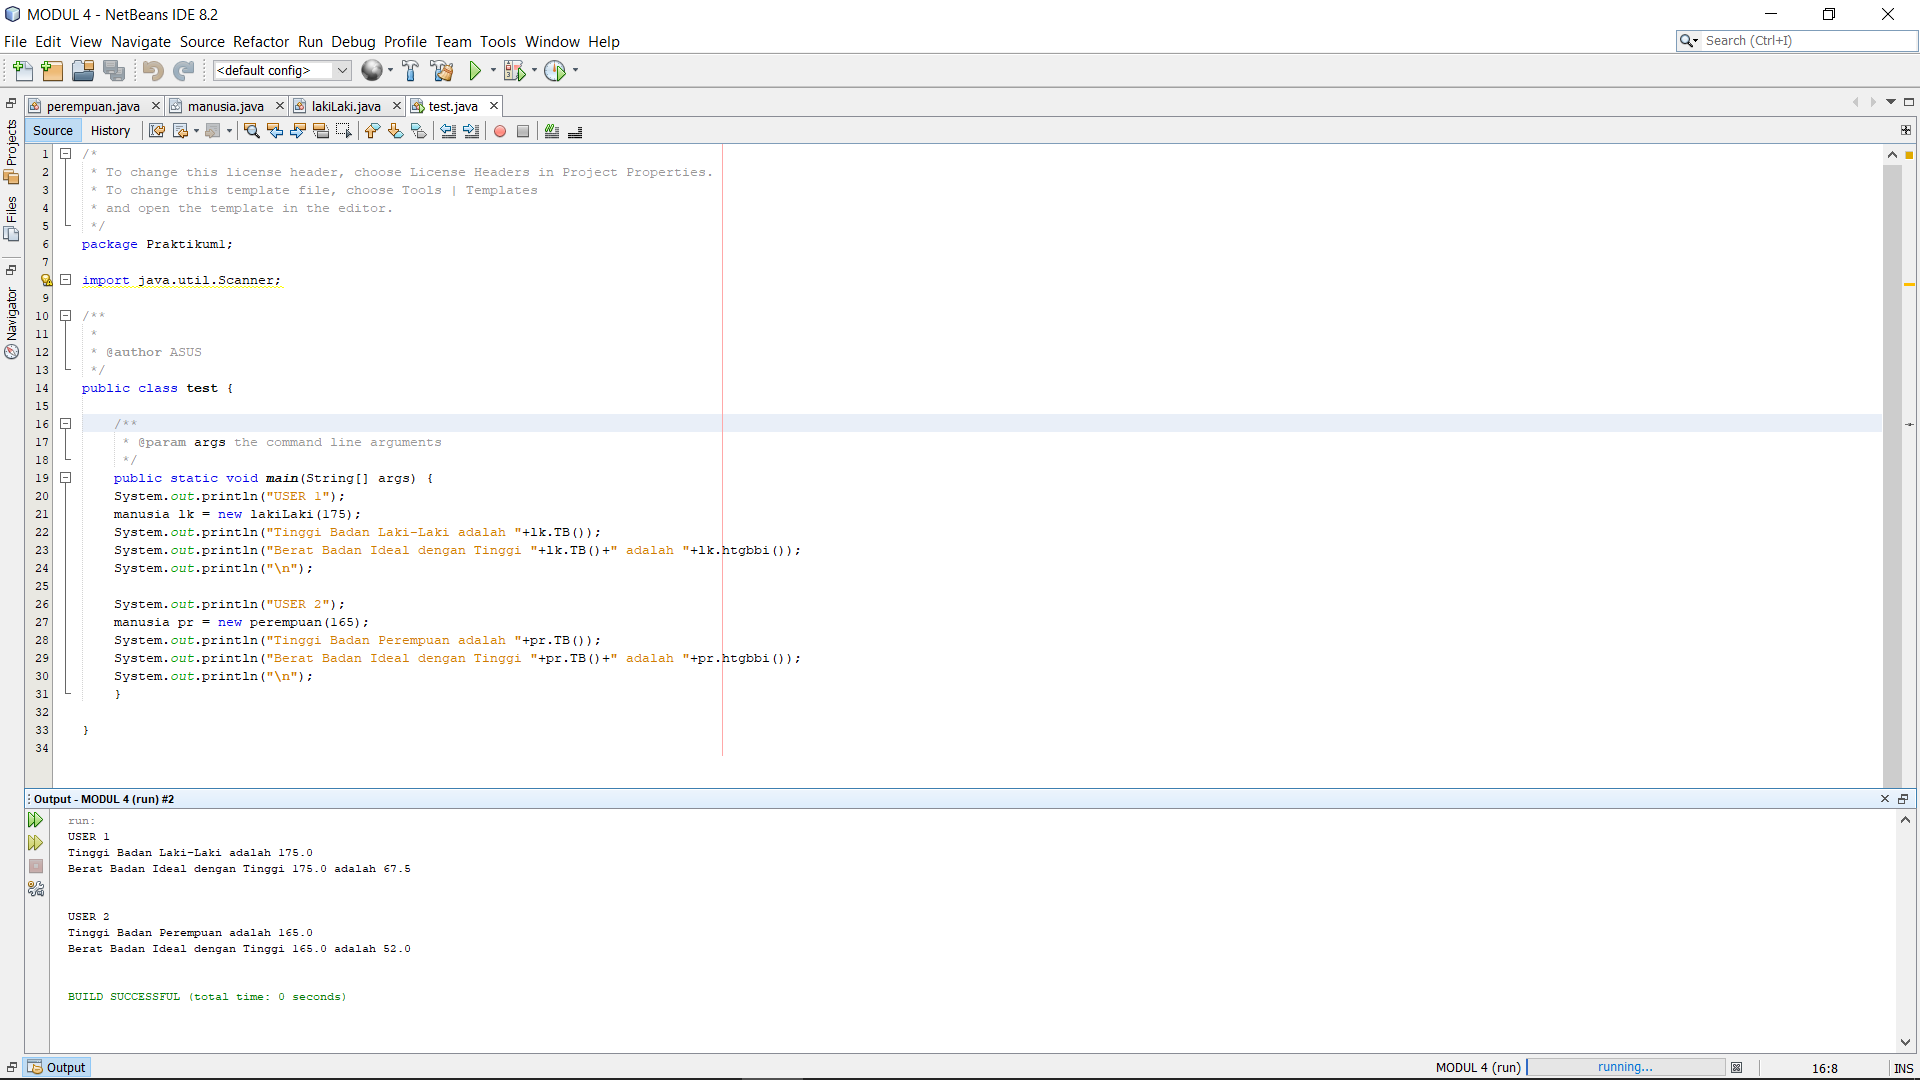 MODUL 4 - NetBeans IDE 8.2
File Edit View Navigate Source Refactor Run Debug Profile Team Tools Window Help
Search (Ctrl+I)
<default config>
perempuan.java manusia.java lakiLaki.java test.java
Source History
Projects
Files
Navigator
1 /*
2 * To change this license header, choose License Headers in Project Properties.
3 * To change this template file, choose Tools | Templates
4 * and open the template in the editor.
5 */
6 package Praktikum1;
7
import java.util.Scanner;
9
10 /**
11 *
12 * @author ASUS
13 */
14 public class test {
15
16 /**
17 * @param args the command line arguments
18 */
19 public static void main(String[] args) {
20 System.out.println("USER 1");
21 manusia lk = new lakiLaki(175);
22 System.out.println("Tinggi Badan Laki-Laki adalah "+lk.TB());
23 System.out.println("Berat Badan Ideal dengan Tinggi "+lk.TB()+" adalah "+lk.htgbbi());
24 System.out.println("\n");
25
26 System.out.println("USER 2");
27 manusia pr = new perempuan(165);
28 System.out.println("Tinggi Badan Perempuan adalah "+pr.TB());
29 System.out.println("Berat Badan Ideal dengan Tinggi "+pr.TB()+" adalah "+pr.htgbbi());
30 System.out.println("\n");
31 }
32
33 }
34
Output - MODUL 4 (run) #2
run:
USER 1
Tinggi Badan Laki-Laki adalah 175.0
Berat Badan Ideal dengan Tinggi 175.0 adalah 67.5
USER 2
Tinggi Badan Perempuan adalah 165.0
Berat Badan Ideal dengan Tinggi 165.0 adalah 52.0
BUILD SUCCESSFUL (total time: 0 seconds)
Output
MODUL 4 (run) running... 16:8 INS